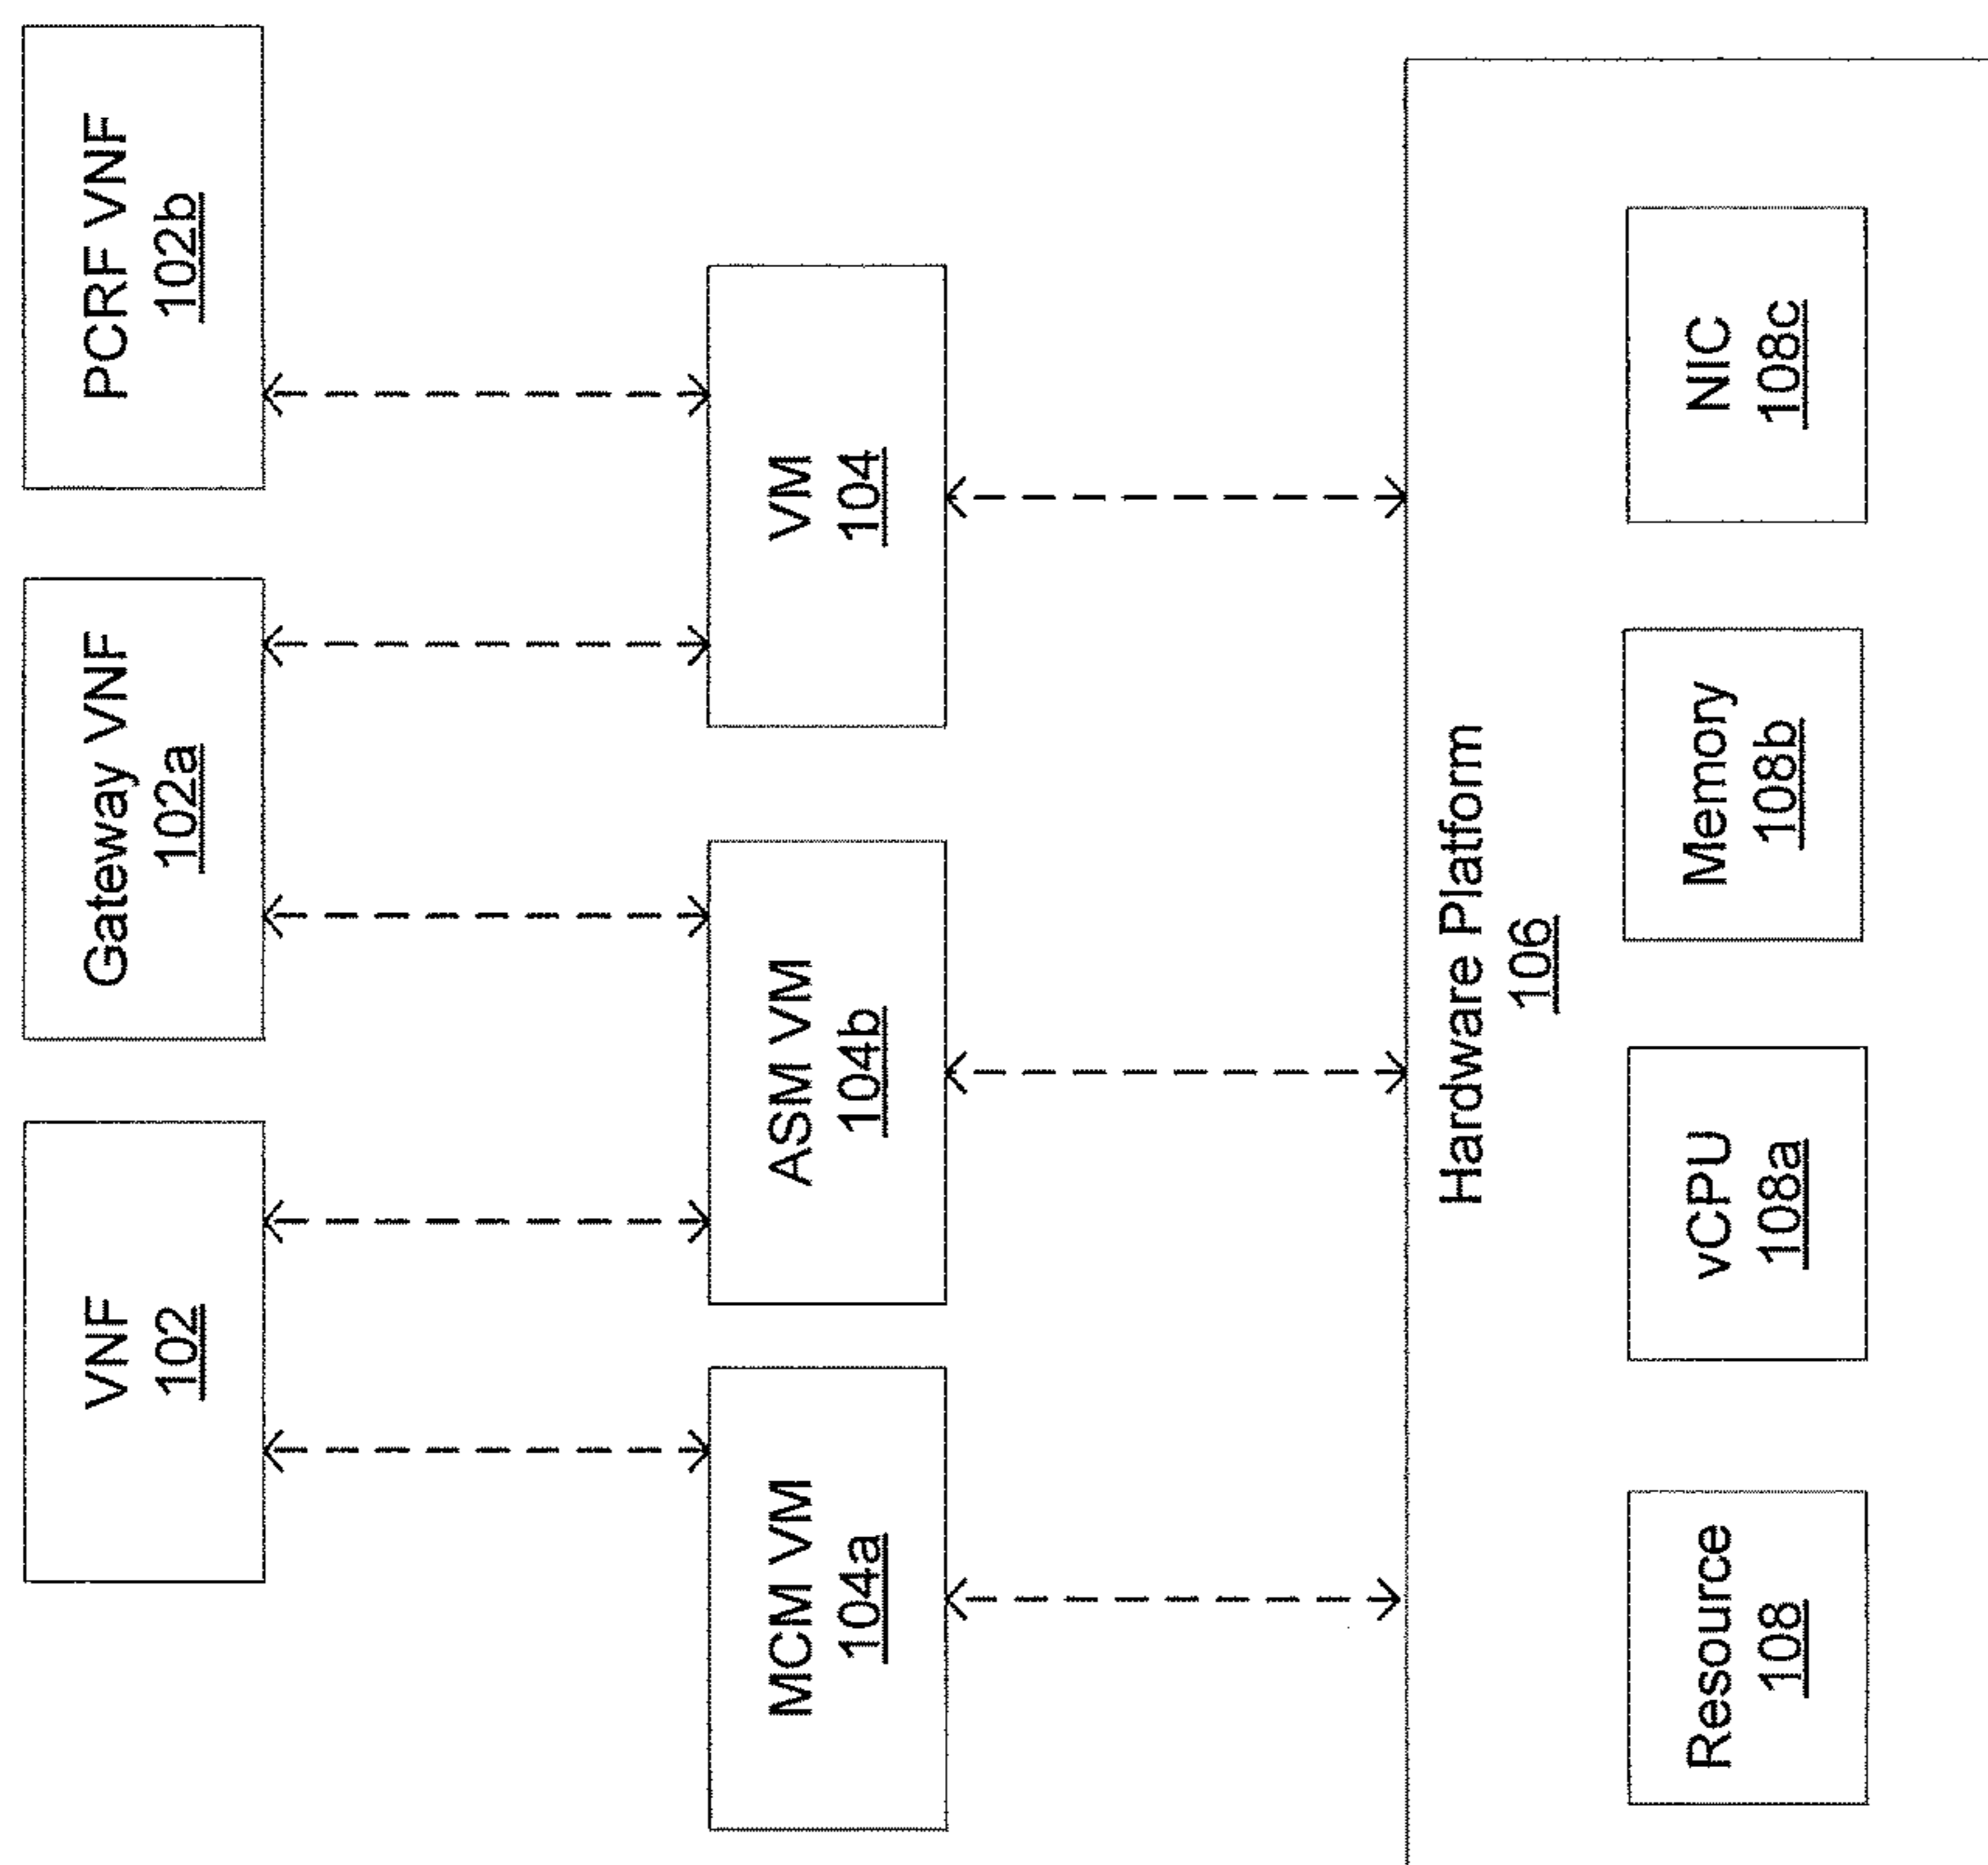 VNF
102
Gateway VNF
102a
PCRF VNF
102b
MCM VM
104a
ASM VM
104b
VM
104
Hardware Platform
106
Resource
108
vCPU
108a
Memory
108b
NIC
108c